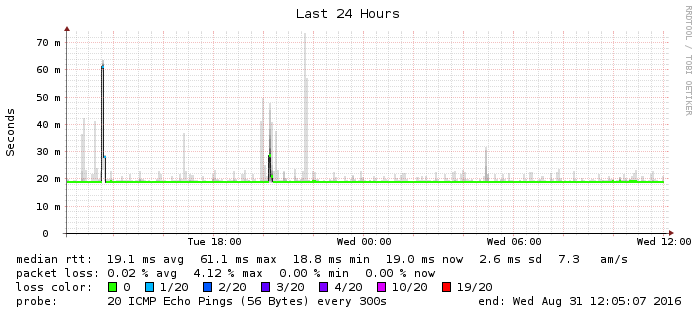 Last 24 Hours
RRDTOOL / TOBI OETIKER
Seconds
70 m
60 m
50 m
40 m
30 m
20 m
10 m
0
Tue 18:00 Wed 00:00 Wed 06:00 Wed 12:00
median rtt: 19.1 ms avg 61.1 ms max 18.8 ms min 19.0 ms now 2.6 ms sd 7.3 am/s
packet loss: 0.02 % avg 4.12 % max 0.00 % min 0.00 % now
loss color: 0 1/20 2/20 3/20 4/20 10/20 19/20
probe: 20 ICMP Echo Pings (56 Bytes) every 300s end: Wed Aug 31 12:05:07 2016